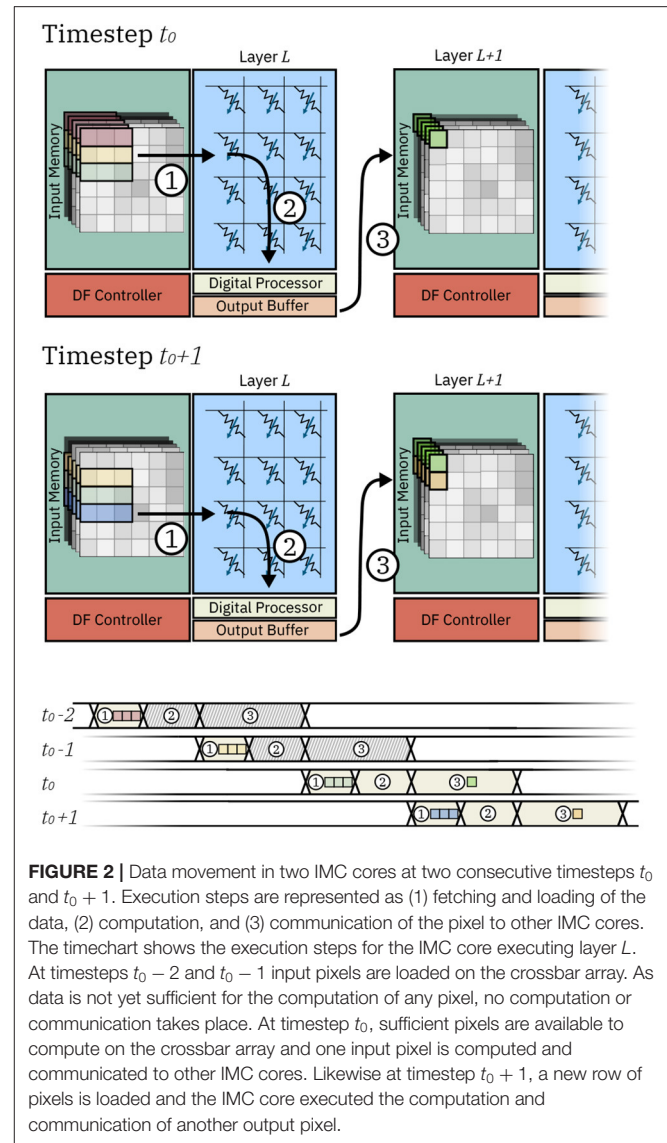 Timestep t0
Layer L
Layer L+1
Input Memory
1
2
3
Input Memory
DF Controller
Digital Processor
Output Buffer
DF Controller
Timestep t0+1
Layer L
Layer L+1
Input Memory
1
2
3
Input Memory
DF Controller
Digital Processor
Output Buffer
DF Controller
t0-2 1 2 3
t0-1 1 2 3
t0 1 2 3
t0+1 1 2 3
FIGURE 2 | Data movement in two IMC cores at two consecutive timesteps t0
and t0 + 1. Execution steps are represented as (1) fetching and loading of the
data, (2) computation, and (3) communication of the pixel to other IMC cores.
The timechart shows the execution steps for the IMC core executing layer L.
At timesteps t0 − 2 and t0 − 1 input pixels are loaded on the crossbar array. As
data is not yet sufficient for the computation of any pixel, no computation or
communication takes place. At timestep t0, sufficient pixels are available to
compute on the crossbar array and one input pixel is computed and
communicated to other IMC cores. Likewise at timestep t0 + 1, a new row of
pixels is loaded and the IMC core executed the computation and
communication of another output pixel.